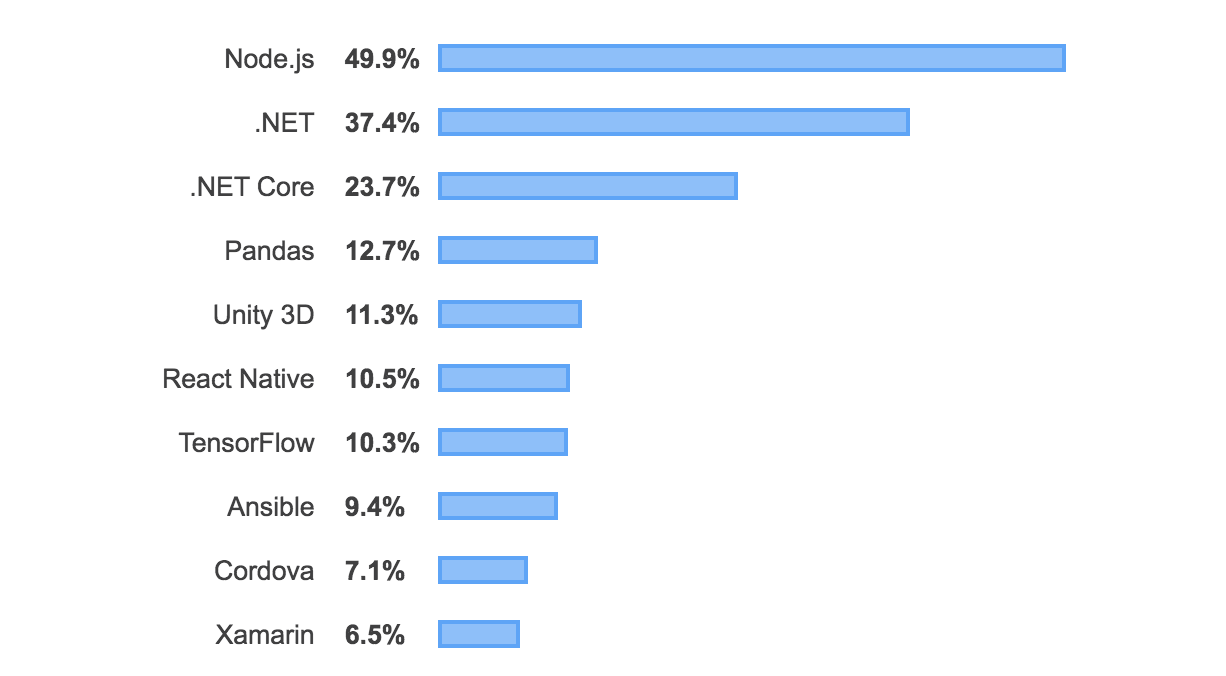 Node.js 49.9%
.NET 37.4%
.NET Core 23.7%
Pandas 12.7%
Unity 3D 11.3%
React Native 10.5%
TensorFlow 10.3%
Ansible 9.4%
Cordova 7.1%
Xamarin 6.5%